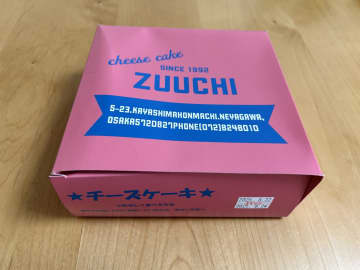 cheese cake
SINCE 1992
ZUUCHI
5-23.KAYASHIMAHONMACHI.NEYAGAWA,
OSAKA5720827PHONE(072)8248010
★チーズケーキ★